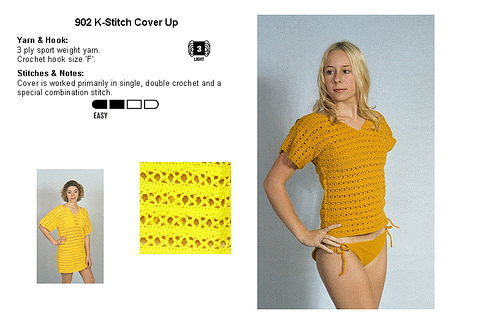 902 K-Stitch Cover Up
Yarn & Hook:
3 ply sport weight yarn.
Crochet hook size 'F'.
3
LIGHT
Stitches & Notes:
Cover is worked primarily in single, double crochet and a
special combination stitch.
EASY